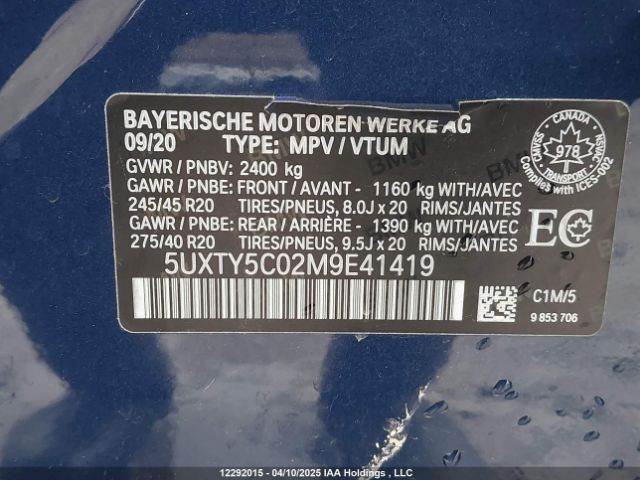 BAYERISCHE MOTOREN WERKE AG
09/20 TYPE: MPV / VTUM
GVWR / PNBV: 2400 kg
GAWR / PNBE: FRONT / AVANT - 1160 kg WITH/AVEC
245/45 R20 TIRES/PNEUS, 8.0J x 20 RIMS/JANTES
GAWR / PNBE: REAR / ARRIÈRE - 1390 kg WITH/AVEC
275/40 R20 TIRES/PNEUS, 9.5J x 20 RIMS/JANTES
5UXTY5C02M9E41419
CANADA
CMVSS
978
NSVAC
TRANSPORT
Complies to ICES-002
EC
C1M/5
9 853 706
12292015 - 04/10/2025 IAA Holdings, LLC